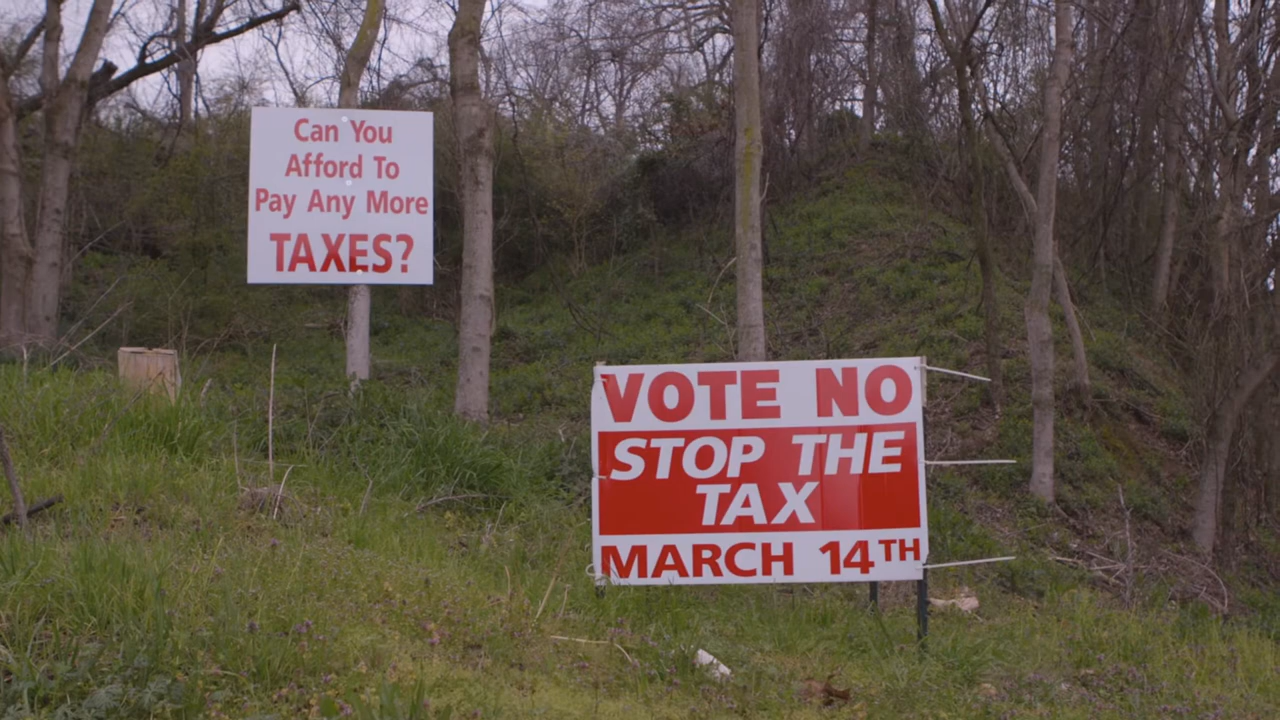 Can You
Afford To
Pay Any More
TAXES?
VOTE NO
STOP THE
TAX
MARCH 14TH